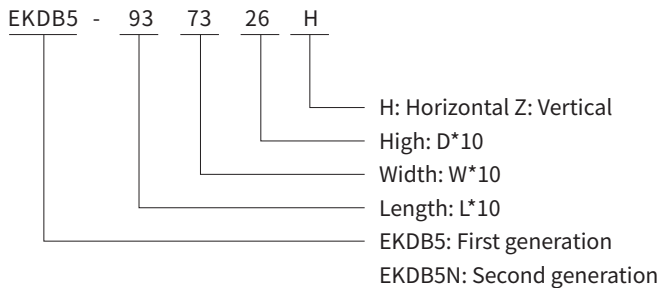 EKDB5 - 93 73 26 H
H: Horizontal Z: Vertical
High: D*10
Width: W*10
Length: L*10
EKDB5: First generation
EKDB5N: Second generation